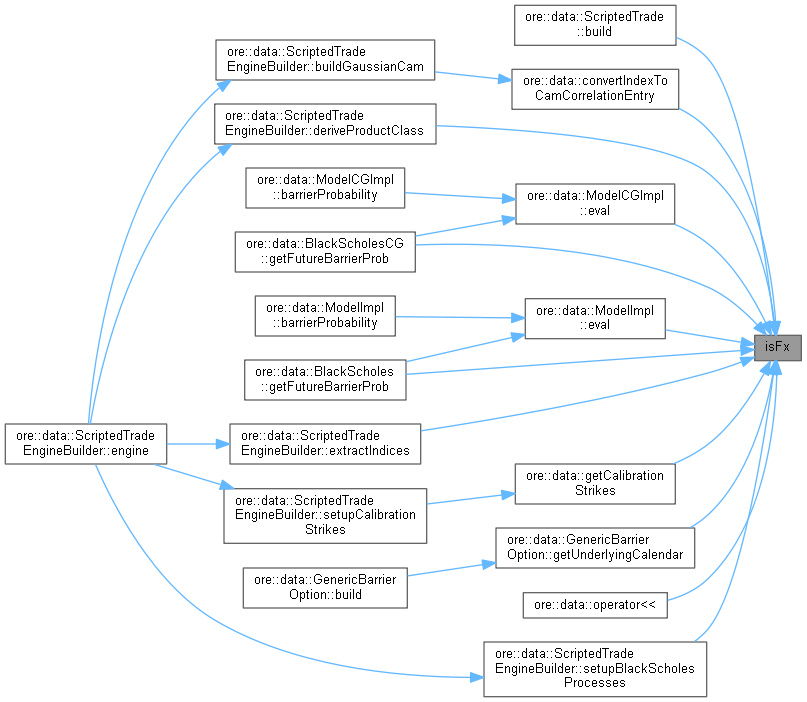 ore::data::ScriptedTrade
::build
ore::data::ScriptedTrade
EngineBuilder::buildGaussianCam
ore::data::convertIndexTo
CamCorrelationEntry
ore::data::ScriptedTrade
EngineBuilder::deriveProductClass
ore::data::ModelCGImpl
::barrierProbability
ore::data::ModelCGImpl
::eval
ore::data::BlackScholesCG
::getFutureBarrierProb
ore::data::ModelImpl
::barrierProbability
ore::data::ModelImpl
::eval
isFx
ore::data::BlackScholes
::getFutureBarrierProb
ore::data::ScriptedTrade
EngineBuilder::engine
ore::data::ScriptedTrade
EngineBuilder::extractIndices
ore::data::getCalibration
Strikes
ore::data::ScriptedTrade
EngineBuilder::setupCalibration
Strikes
ore::data::GenericBarrier
Option::getUnderlyingCalendar
ore::data::GenericBarrier
Option::build
ore::data::operator<<
ore::data::ScriptedTrade
EngineBuilder::setupBlackScholes
Processes